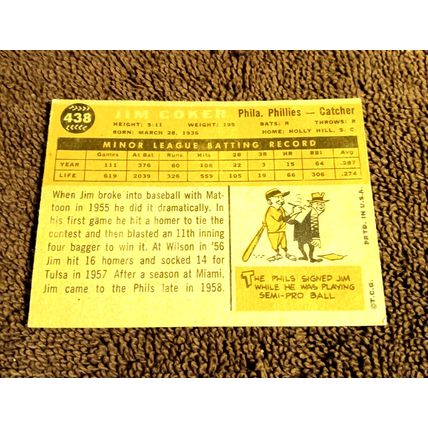 438
JIM COKER
Phila. Phillies — Catcher
HEIGHT: 5:11 WEIGHT: 195 BATS: R THROWS: R
BORN: MARCH 28, 1936 HOME: HOLLY HILL, S. C
MINOR LEAGUE BATTING RECORD
Games At Bat Runs Hits 2B 3B HR RBI Avg.
YEAR 111 376 60 108 22 3 15 64 .287
LIFE 619 2039 326 559 105 19 66 306 .274
When Jim broke into baseball with Mat-
toon in 1955 he did it dramatically. In
his first game he hit a homer to tie the
contest and then blasted an 11th inning
four bagger to win it. At Wilson in '56
Jim hit 16 homers and socked 14 for
Tulsa in 1957 After a season at Miami,
Jim came to the Phils late in 1958.
THE PHILS SIGNED JIM
WHILE HE WAS PLAYING
SEMI-PRO BALL
© T.C.G. PRTD. IN U.S.A.